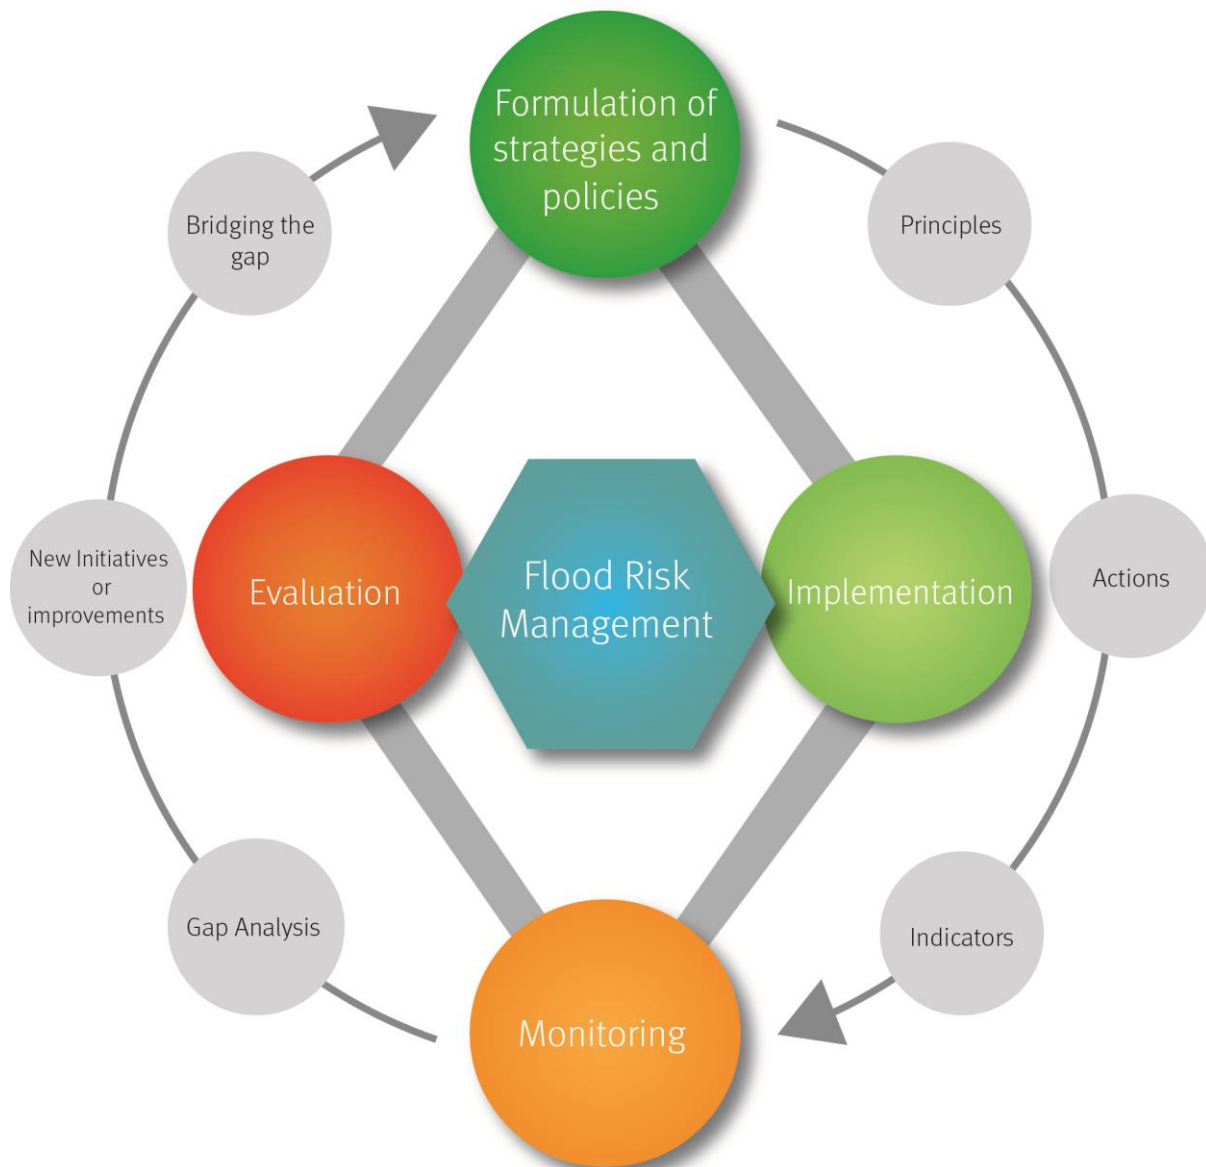 Formulation of
strategies and
policies
Principles
Bridging the
gap
Actions
New Initiatives
or
improvements
Evaluation
Flood Risk
Management
Implementation
Indicators
Gap Analysis
Monitoring